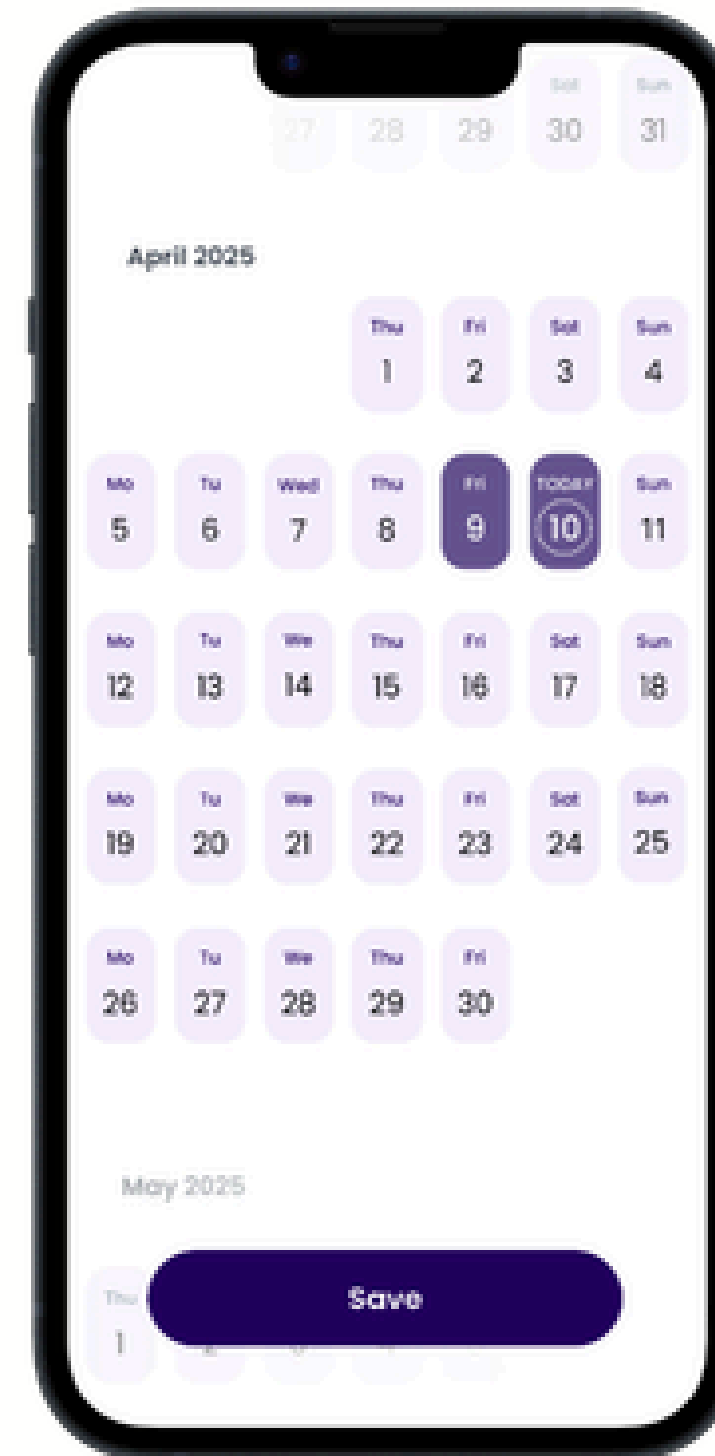 Sat Sun
27 28 29 30 31
April 2025
Thu Fri Sat Sun
1 2 3 4
Mo Tu Wed Thu Fri TODAY Sun
5 6 7 8 9 10 11
Mo Tu We Thu Fri Sat Sun
12 13 14 15 16 17 18
Mo Tu We Thu Fri Sat Sun
19 20 21 22 23 24 25
Mo Tu We Thu Fri
26 27 28 29 30
May 2025
Thu
Save
1